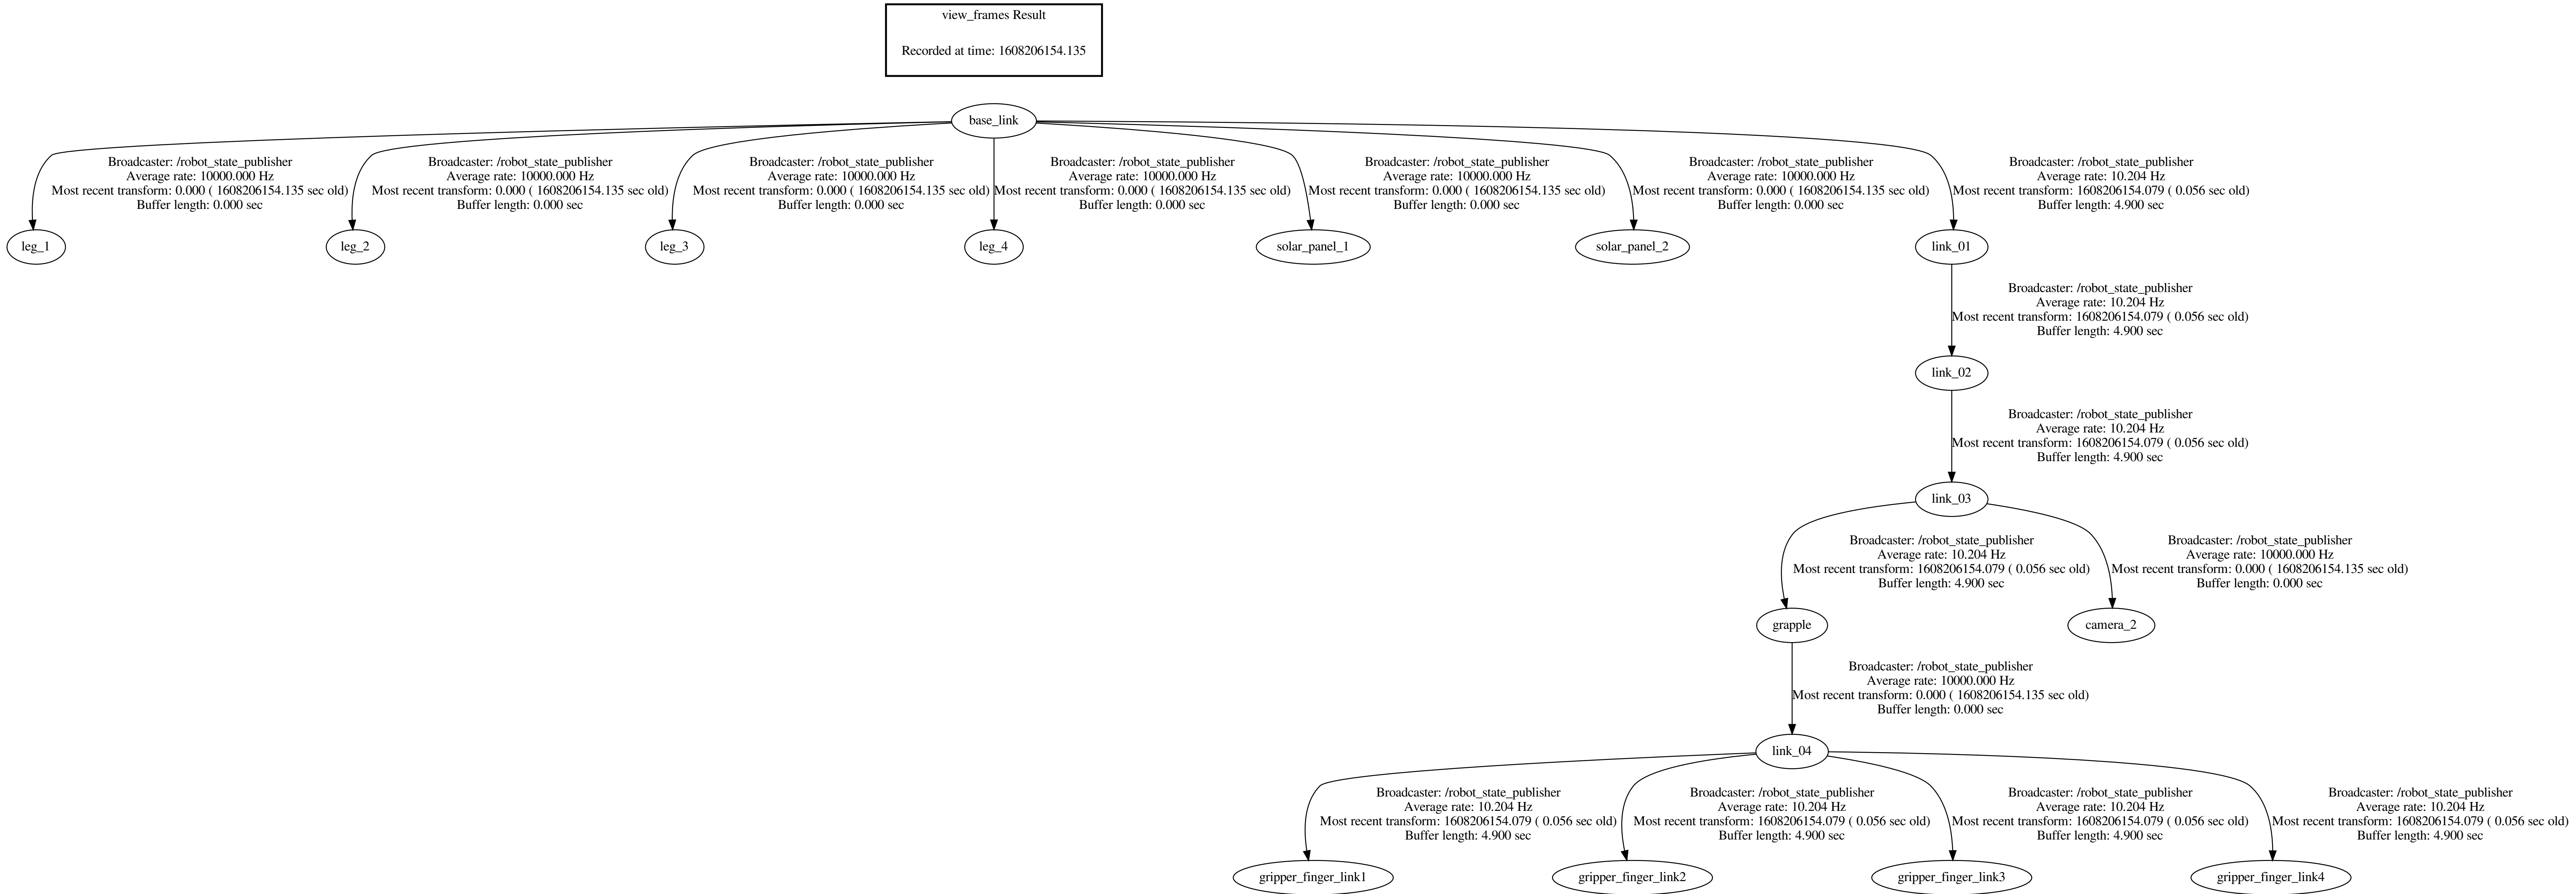 view_frames Result
Recorded at time: 1608206154.135
base_link
Broadcaster: /robot_state_publisher
Average rate: 10000.000 Hz
Most recent transform: 0.000 ( 1608206154.135 sec old)
Buffer length: 0.000 sec
Broadcaster: /robot_state_publisher
Average rate: 10000.000 Hz
Most recent transform: 0.000 ( 1608206154.135 sec old)
Buffer length: 0.000 sec
Broadcaster: /robot_state_publisher
Average rate: 10000.000 Hz
Most recent transform: 0.000 ( 1608206154.135 sec old)
Buffer length: 0.000 sec
Broadcaster: /robot_state_publisher
Average rate: 10000.000 Hz
Most recent transform: 0.000 ( 1608206154.135 sec old)
Buffer length: 0.000 sec
Broadcaster: /robot_state_publisher
Average rate: 10000.000 Hz
Most recent transform: 0.000 ( 1608206154.135 sec old)
Buffer length: 0.000 sec
Broadcaster: /robot_state_publisher
Average rate: 10000.000 Hz
Most recent transform: 0.000 ( 1608206154.135 sec old)
Buffer length: 0.000 sec
Broadcaster: /robot_state_publisher
Average rate: 10.204 Hz
Most recent transform: 1608206154.079 ( 0.056 sec old)
Buffer length: 4.900 sec
leg_1
leg_2
leg_3
leg_4
solar_panel_1
solar_panel_2
link_01
Broadcaster: /robot_state_publisher
Average rate: 10.204 Hz
Most recent transform: 1608206154.079 ( 0.056 sec old)
Buffer length: 4.900 sec
link_02
Broadcaster: /robot_state_publisher
Average rate: 10.204 Hz
Most recent transform: 1608206154.079 ( 0.056 sec old)
Buffer length: 4.900 sec
link_03
Broadcaster: /robot_state_publisher
Average rate: 10.204 Hz
Most recent transform: 1608206154.079 ( 0.056 sec old)
Buffer length: 4.900 sec
Broadcaster: /robot_state_publisher
Average rate: 10000.000 Hz
Most recent transform: 0.000 ( 1608206154.135 sec old)
Buffer length: 0.000 sec
grapple
camera_2
Broadcaster: /robot_state_publisher
Average rate: 10000.000 Hz
Most recent transform: 0.000 ( 1608206154.135 sec old)
Buffer length: 0.000 sec
link_04
Broadcaster: /robot_state_publisher
Average rate: 10.204 Hz
Most recent transform: 1608206154.079 ( 0.056 sec old)
Buffer length: 4.900 sec
Broadcaster: /robot_state_publisher
Average rate: 10.204 Hz
Most recent transform: 1608206154.079 ( 0.056 sec old)
Buffer length: 4.900 sec
Broadcaster: /robot_state_publisher
Average rate: 10.204 Hz
Most recent transform: 1608206154.079 ( 0.056 sec old)
Buffer length: 4.900 sec
Broadcaster: /robot_state_publisher
Average rate: 10.204 Hz
Most recent transform: 1608206154.079 ( 0.056 sec old)
Buffer length: 4.900 sec
gripper_finger_link1
gripper_finger_link2
gripper_finger_link3
gripper_finger_link4